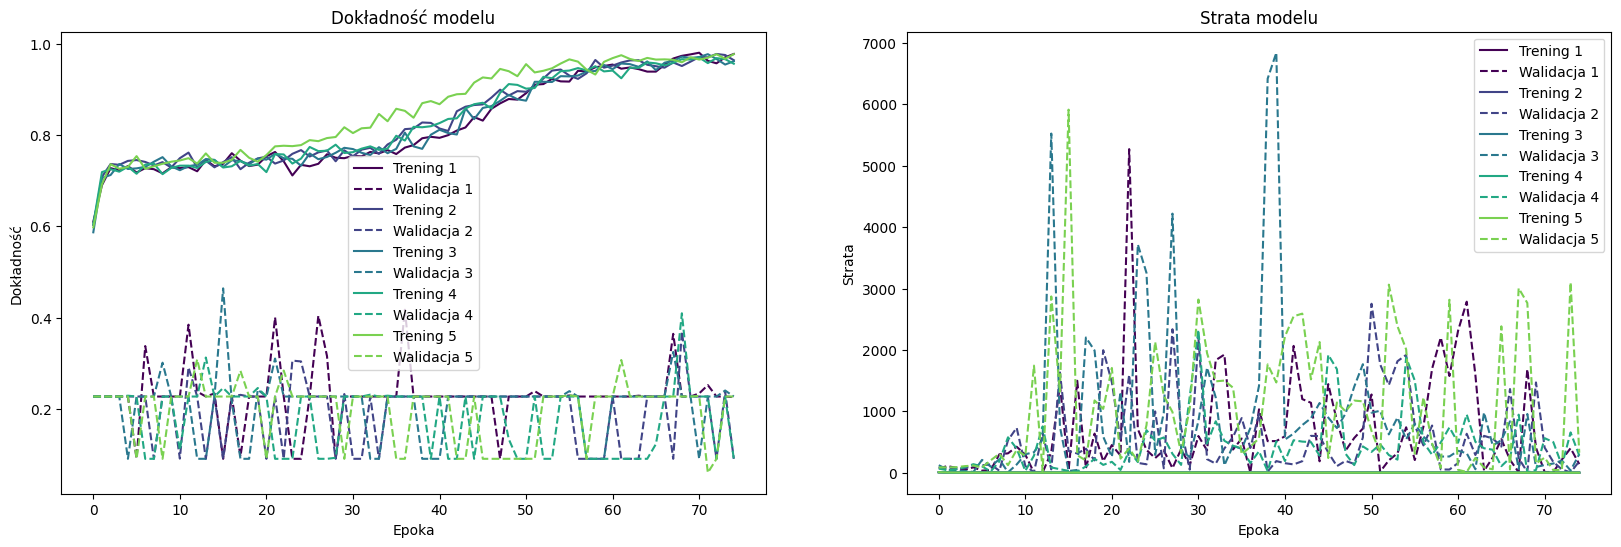 Dokładność modelu
Dokładność
1.0
0.8
0.6
0.4
0.2
Trening 1
Walidacja 1
Trening 2
Walidacja 2
Trening 3
Walidacja 3
Trening 4
Walidacja 4
Trening 5
Walidacja 5
0 10 20 30 40 50 60 70
Epoka
Strata modelu
Strata
7000
6000
5000
4000
3000
2000
1000
0
Trening 1
Walidacja 1
Trening 2
Walidacja 2
Trening 3
Walidacja 3
Trening 4
Walidacja 4
Trening 5
Walidacja 5
0 10 20 30 40 50 60 70
Epoka